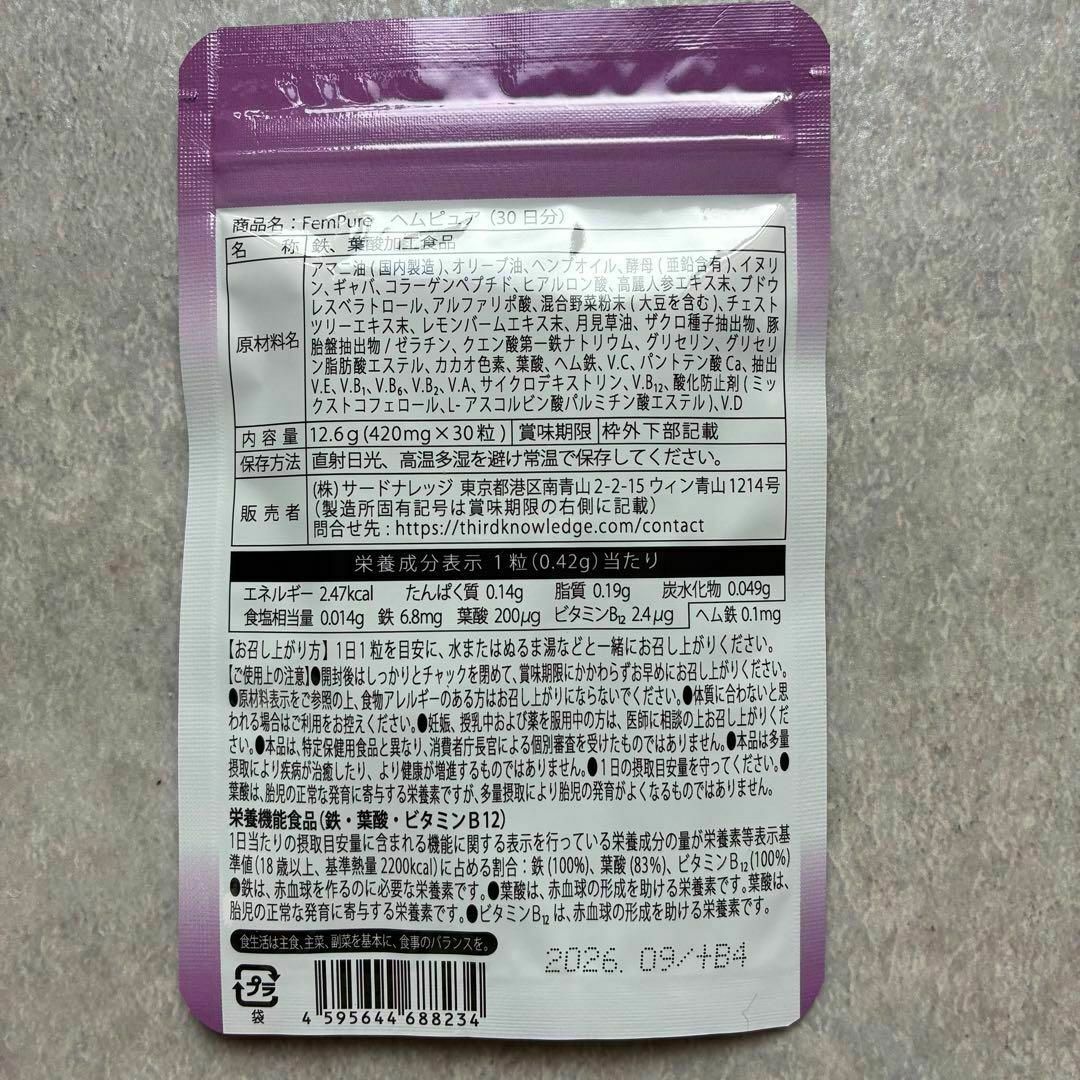 商品名：FemPure ヘムピュア（30日分）
名　称 鉄、葉酸加工食品
原材料名
アマニ油(国内製造)、オリーブ油、ヘンプオイル、酵母(亜鉛含有)、イヌリ
ン、ギャバ、コラーゲンペプチド、ヒアルロン酸、高麗人参エキス末、ブドウ
レスベラトロール、アルファリポ酸、混合野菜粉末(大豆を含む)、チェスト
ツリーエキス末、レモンバームエキス末、月見草油、ザクロ種子抽出物、豚
胎盤抽出物/ゼラチン、クエン酸第一鉄ナトリウム、グリセリン、グリセリ
ン脂肪酸エステル、カカオ色素、葉酸、ヘム鉄、V.C、パントテン酸Ca、抽出
V.E、V.B₁、V.B₆、V.B₂、V.A、サイクロデキストリン、V.B₁₂、酸化防止剤(ミッ
クストコフェロール、L-アスコルビン酸パルミチン酸エステル)、V.D
内容量 12.6g(420mg×30粒) 賞味期限 枠外下部記載
保存方法 直射日光、高温多湿を避け常温で保存してください。
販売者
(株)サードナレッジ 東京都港区南青山2-2-15ウィン青山1214号
(製造所固有記号は賞味期限の右側に記載)
問合せ先：https://thirdknowledge.com/contact
栄養成分表示 1粒(0.42g)当たり
エネルギー 2.47kcal たんぱく質 0.14g 脂質 0.19g 炭水化物 0.049g
食塩相当量 0.014g 鉄 6.8mg 葉酸 200μg ビタミンB₁₂ 2.4μg ヘム鉄 0.1mg
【お召し上がり方】1日1粒を目安に、水またはぬるま湯などと一緒にお召し上がりください。
【ご使用上の注意】●開封後はしっかりとチャックを閉めて、賞味期限にかかわらずお早めにお召し上がりください。
●原材料表示をご参照の上、食物アレルギーのある方はお召し上がりにならないでください。●体質に合わないと思
われる場合はご利用をお控えください。●妊娠、授乳中および薬を服用中の方は、医師に相談の上お召し上がりくだ
さい。●本品は、特定保健用食品と異なり、消費者庁長官による個別審査を受けたものではありません。●本品は多量
摂取により疾病が治癒したり、より健康が増進するものではありません。●1日の摂取目安量を守ってください。●
葉酸は、胎児の正常な発育に寄与する栄養素ですが、多量摂取により胎児の発育がよくなるものではありません。
栄養機能食品(鉄・葉酸・ビタミンB12)
1日当たりの摂取目安量に含まれる機能に関する表示を行っている栄養成分の量が栄養素等表示基
準値(18歳以上、基準熱量2200kcal)に占める割合：鉄(100%)、葉酸(83%)、ビタミンB₁₂(100%)
●鉄は、赤血球を作るのに必要な栄養素です。●葉酸は、赤血球の形成を助ける栄養素です。葉酸は、
胎児の正常な発育に寄与する栄養素です。●ビタミンB₁₂は、赤血球の形成を助ける栄養素です。
食生活は主食、主菜、副菜を基本に、食事のバランスを。
2026. 09/+B4
プラ
袋
4 595644 688234